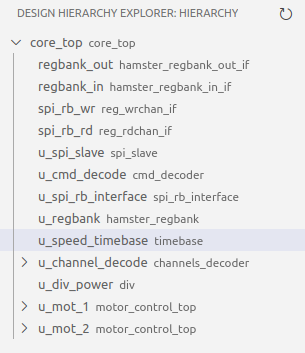 DESIGN HIERARCHY EXPLORER: HIERARCHY
core_top core_top
regbank_out hamster_regbank_out_if
regbank_in hamster_regbank_in_if
spi_rb_wr reg_wrchan_if
spi_rb_rd reg_rdchan_if
u_spi_slave spi_slave
u_cmd_decode cmd_decoder
u_spi_rb_interface spi_rb_interface
u_regbank hamster_regbank
u_speed_timebase timebase
u_channel_decode channels_decoder
u_div_power div
u_mot_1 motor_control_top
u_mot_2 motor_control_top